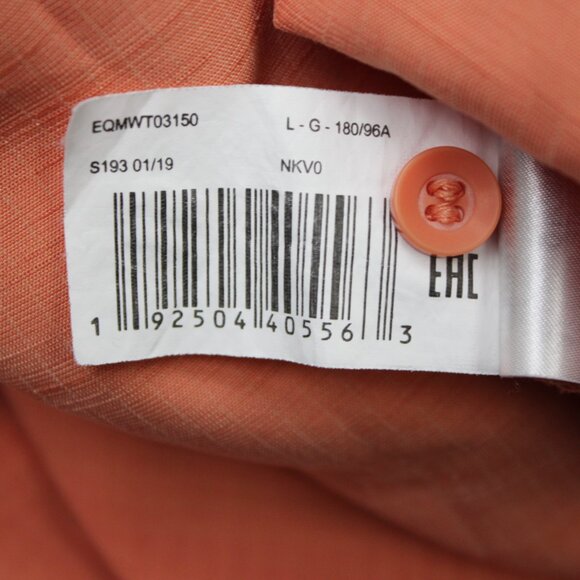 EQMWT03150 L - G - 180/96A
S193 01/19 NKV0
EAC
1 92504 40556 3